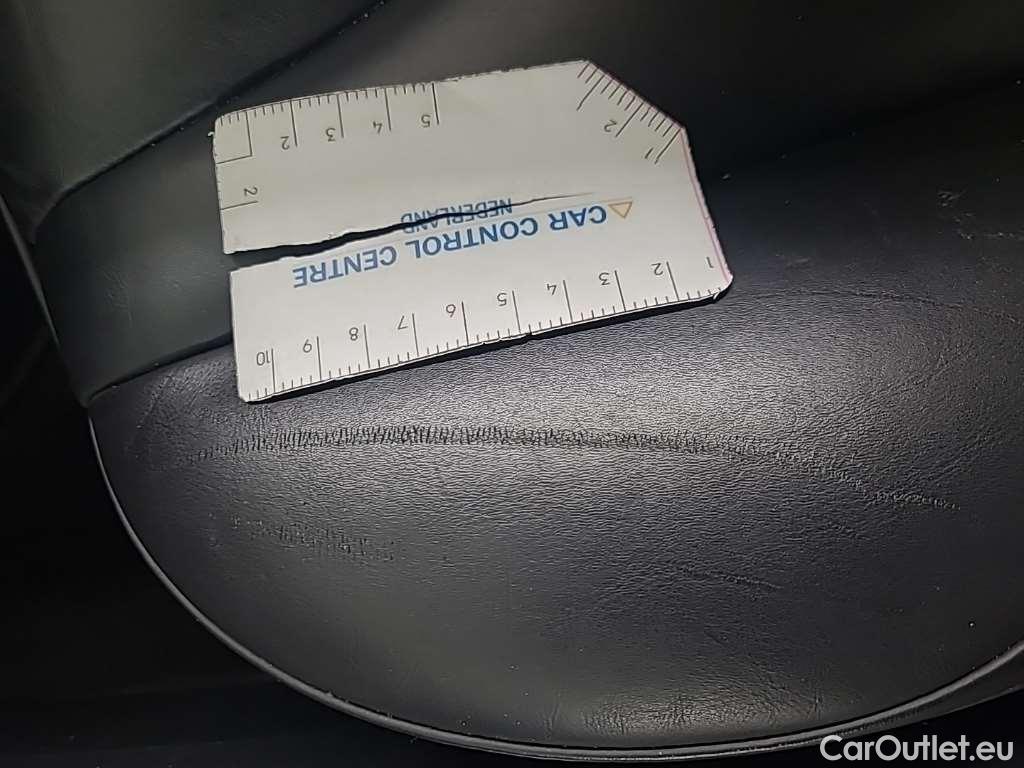 2 3 4 5
2
2 1
CAR CONTROL CENTRE
NEDERLAND
1 2 3 4 5 6 7 8 9 10
CarOutlet.eu